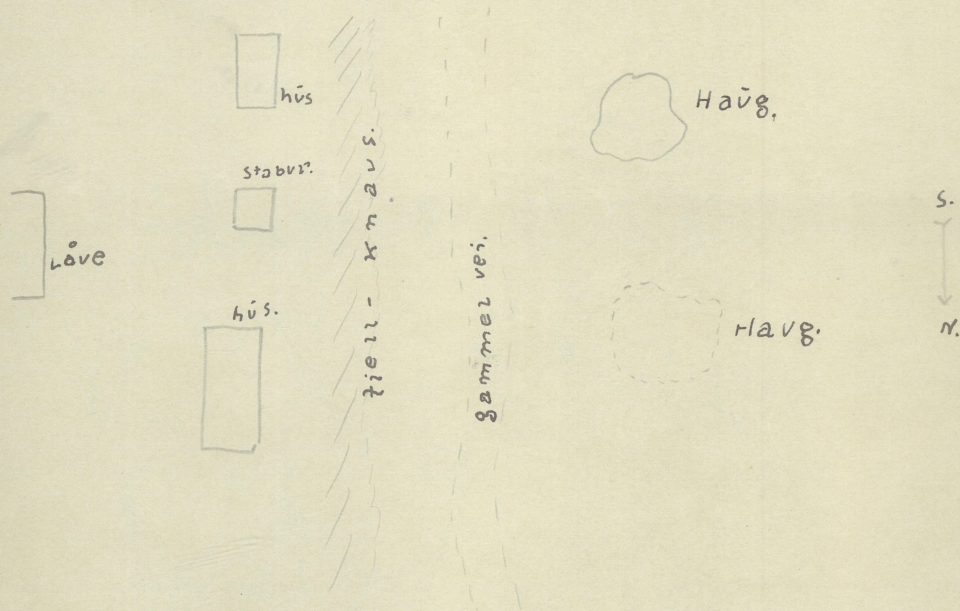 hus
stabur.
Låve
hus.
fjell-knaus.
gammel vei.
Haug.
Haug.
S.
N.